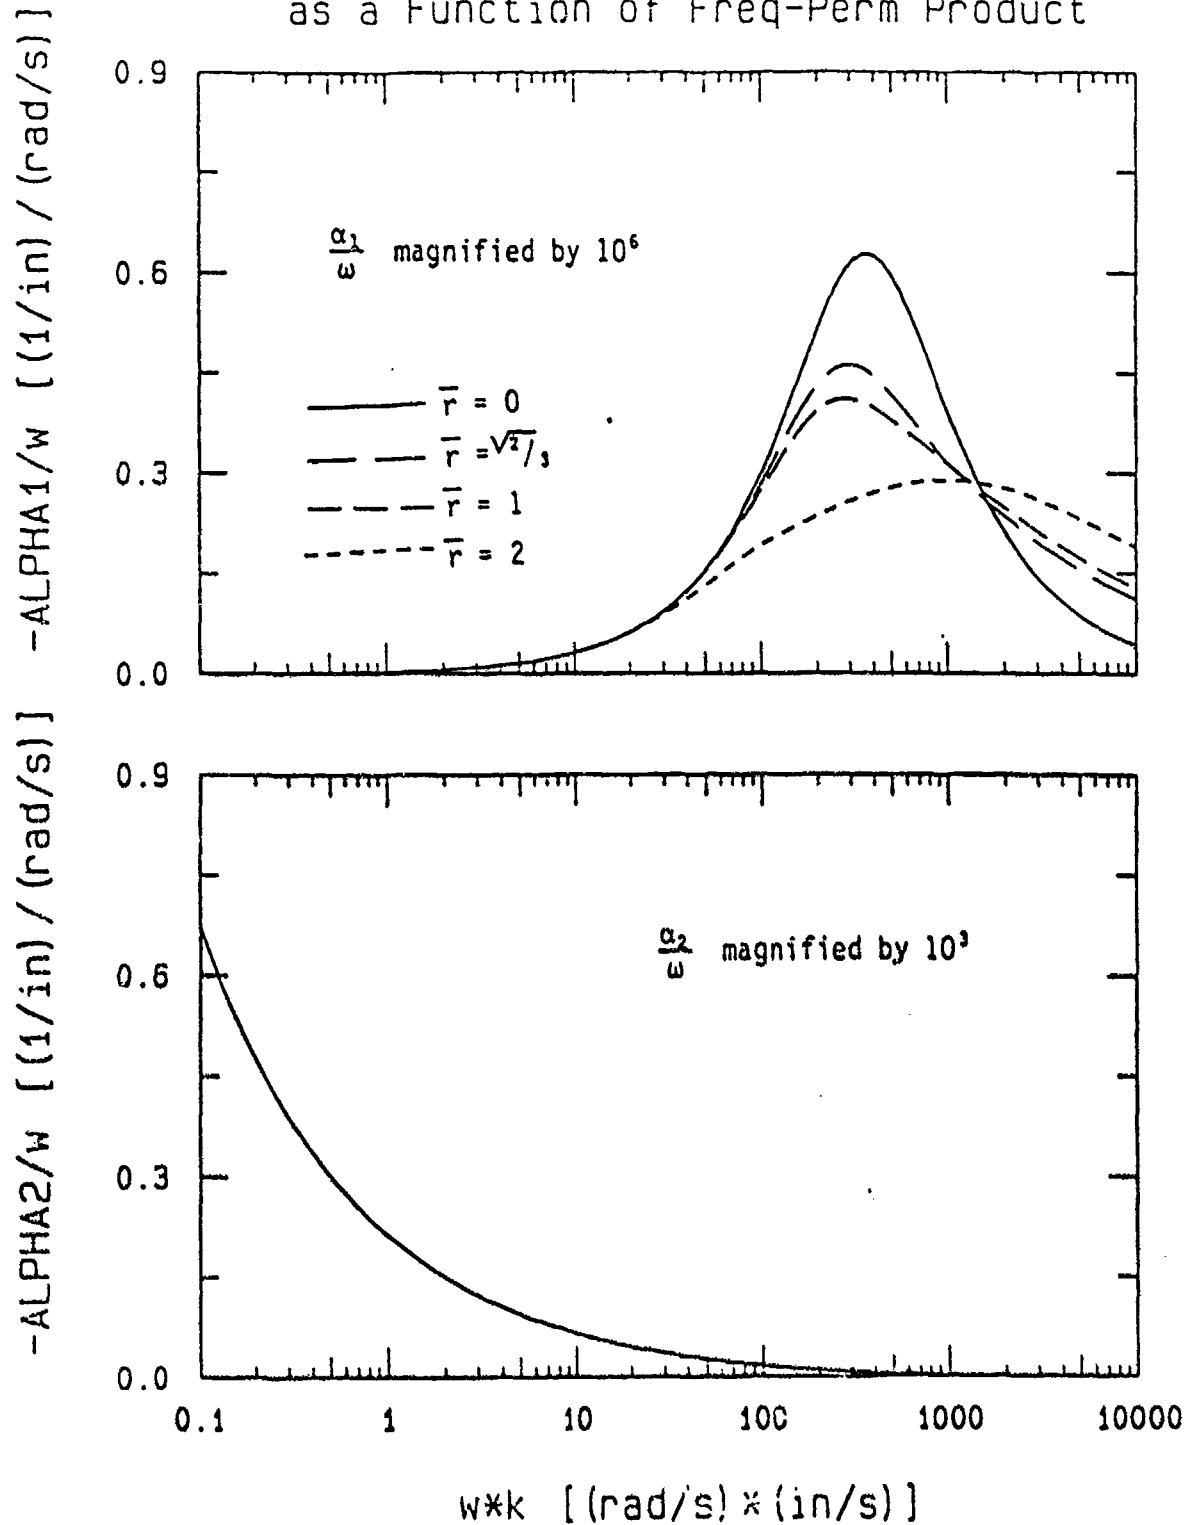 as a Function of Freq-Perm Product
-ALPHA1/w [(1/in)/(rad/s)]
0.9
0.6
0.3
0.0
α₁/ω magnified by 10⁶
r̅ = 0
r̅ = √2/3
r̅ = 1
r̅ = 2
-ALPHA2/w [(1/in)/(rad/s)]
0.9
0.6
0.3
0.0
α₂/ω magnified by 10³
0.1 1 10 100 1000 10000
w*k [(rad/s)*(in/s)]